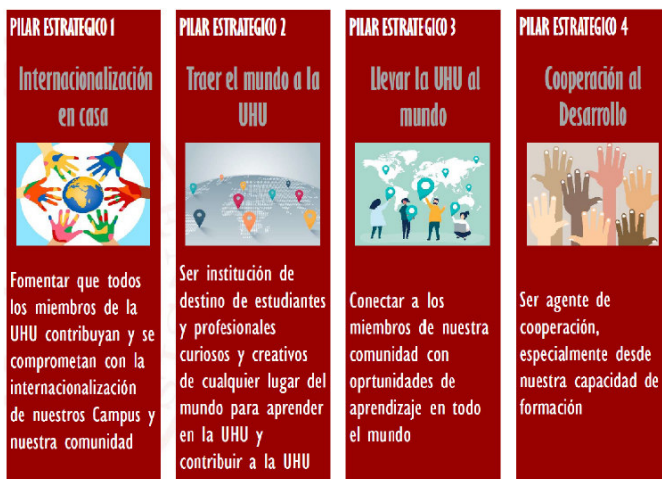 PILAR ESTRATEGICO 1
Internacionalización
en casa
Fomentar que todos
los miembros de la
UHU contribuyan y se
comprometan con la
internacionalización
de nuestros Campus y
nuestra comunidad
PILAR ESTRATEGICO 2
Traer el mundo a la
UHU
Ser institución de
destino de estudiantes
y profesionales
curiosos y creativos
de cualquier lugar del
mundo para aprender
en la UHU y
contribuir a la UHU
PILAR ESTRATEGICO 3
Llevar la UHU al
mundo
Conectar a los
miembros de nuestra
comunidad con
oprtunidades de
aprendizaje en todo
el mundo
PILAR ESTRATEGICO 4
Cooperación al
Desarrollo
Ser agente de
cooperación,
especialmente desde
nuestra capacidad de
formación